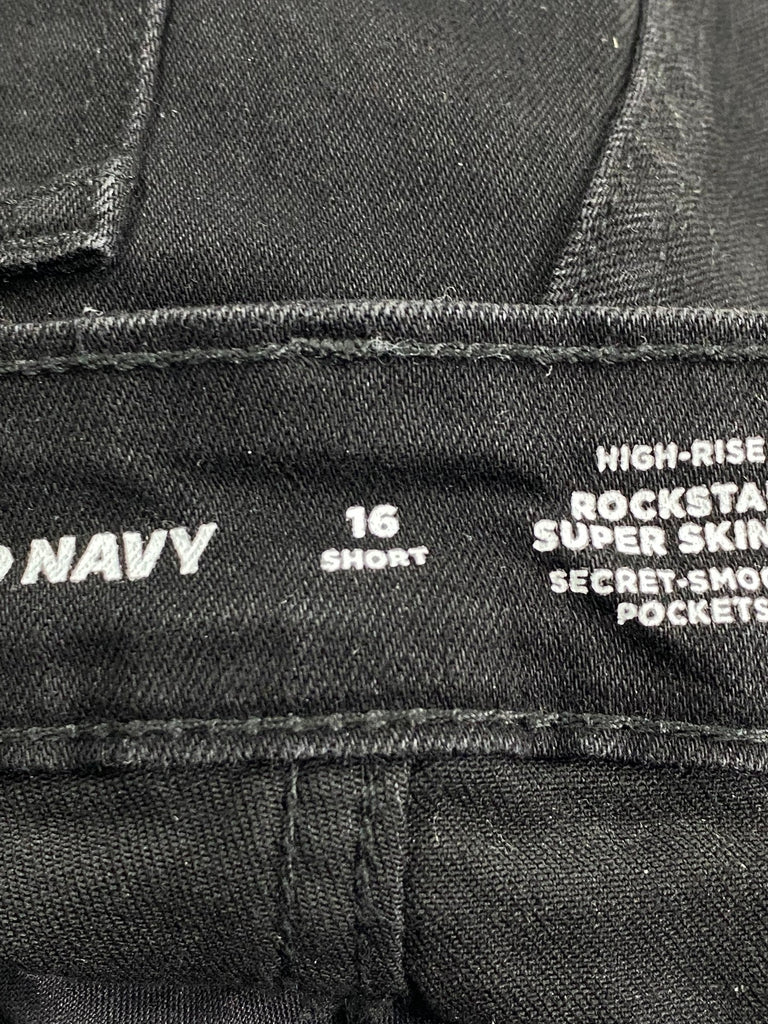 NAVY
16
SHORT
HIGH-RISE
ROCKSTA
SUPER SKIN
SECRET-SMOO
POCKETS